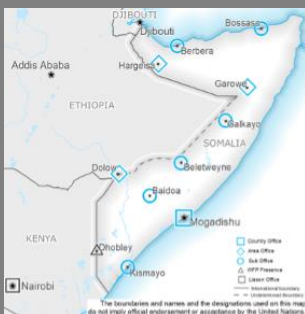 DJIBOUTI
Djibouti
Bossaso
Berbera
Addis Ababa
Hargeisa
Garowe
ETHIOPIA
Galkayo
SOMALIA
Dolow
Beletweyne
Baidoa
Mogadishu
KENYA
Dhobley
Kismayo
Nairobi
Country Office
Area Office
Sub Office
WFP Presence
Liaison Office
International boundary
Undetermined Boundary
The boundaries and names and the designations used on this map
do not imply official endorsement or acceptance by the United Nations